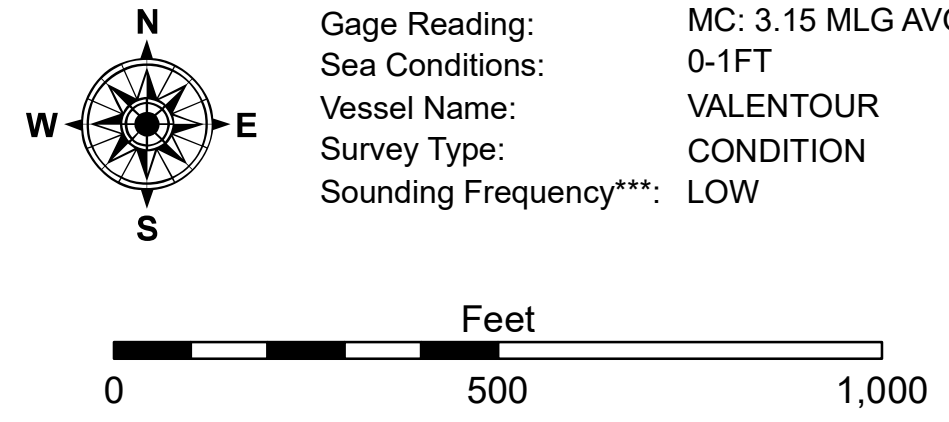 N
W E
S
Gage Reading: MC: 3.15 MLG
Sea Conditions: 0-1FT
Vessel Name: VALENTOUR
Survey Type: CONDITION
Sounding Frequency***: LOW
Feet
0 500 1,000